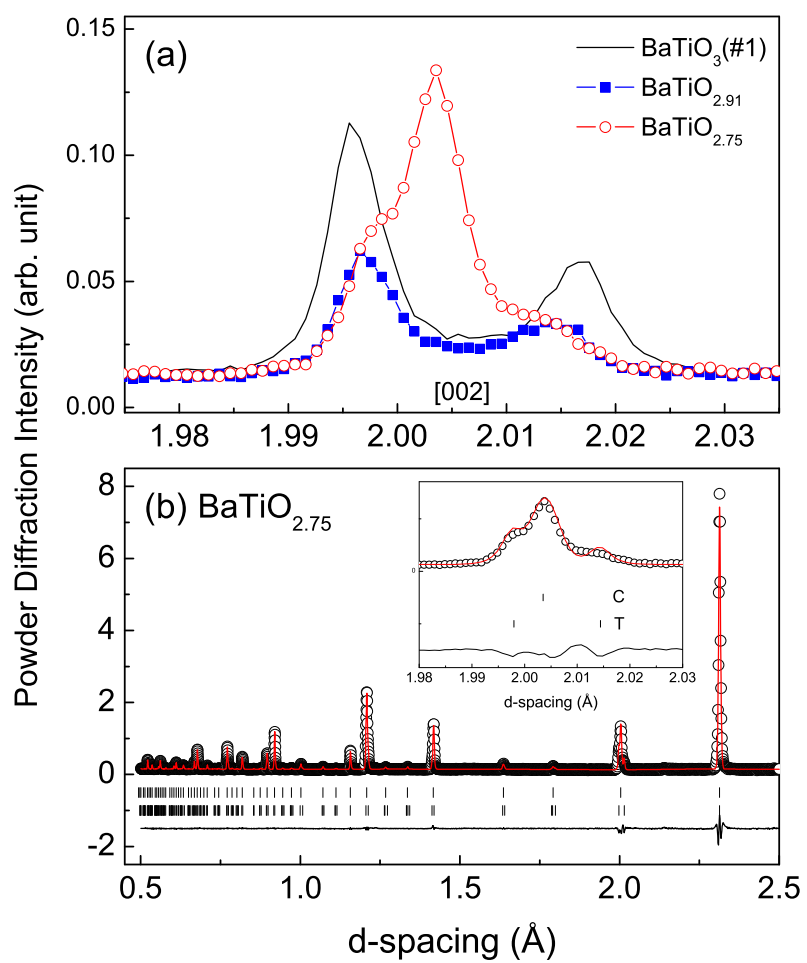 Powder Diffraction Intensity (arb. unit)
0.15
0.10
0.05
0.00
(a)
BaTiO₃(#1)
BaTiO₂.₉₁
BaTiO₂.₇₅
[002]
1.98 1.99 2.00 2.01 2.02 2.03
8
6
4
2
0
-2
(b) BaTiO₂.₇₅
0
C
T
1.98 1.99 2.00 2.01 2.02 2.03
d-spacing (Å)
0.5 1.0 1.5 2.0 2.5
d-spacing (Å)